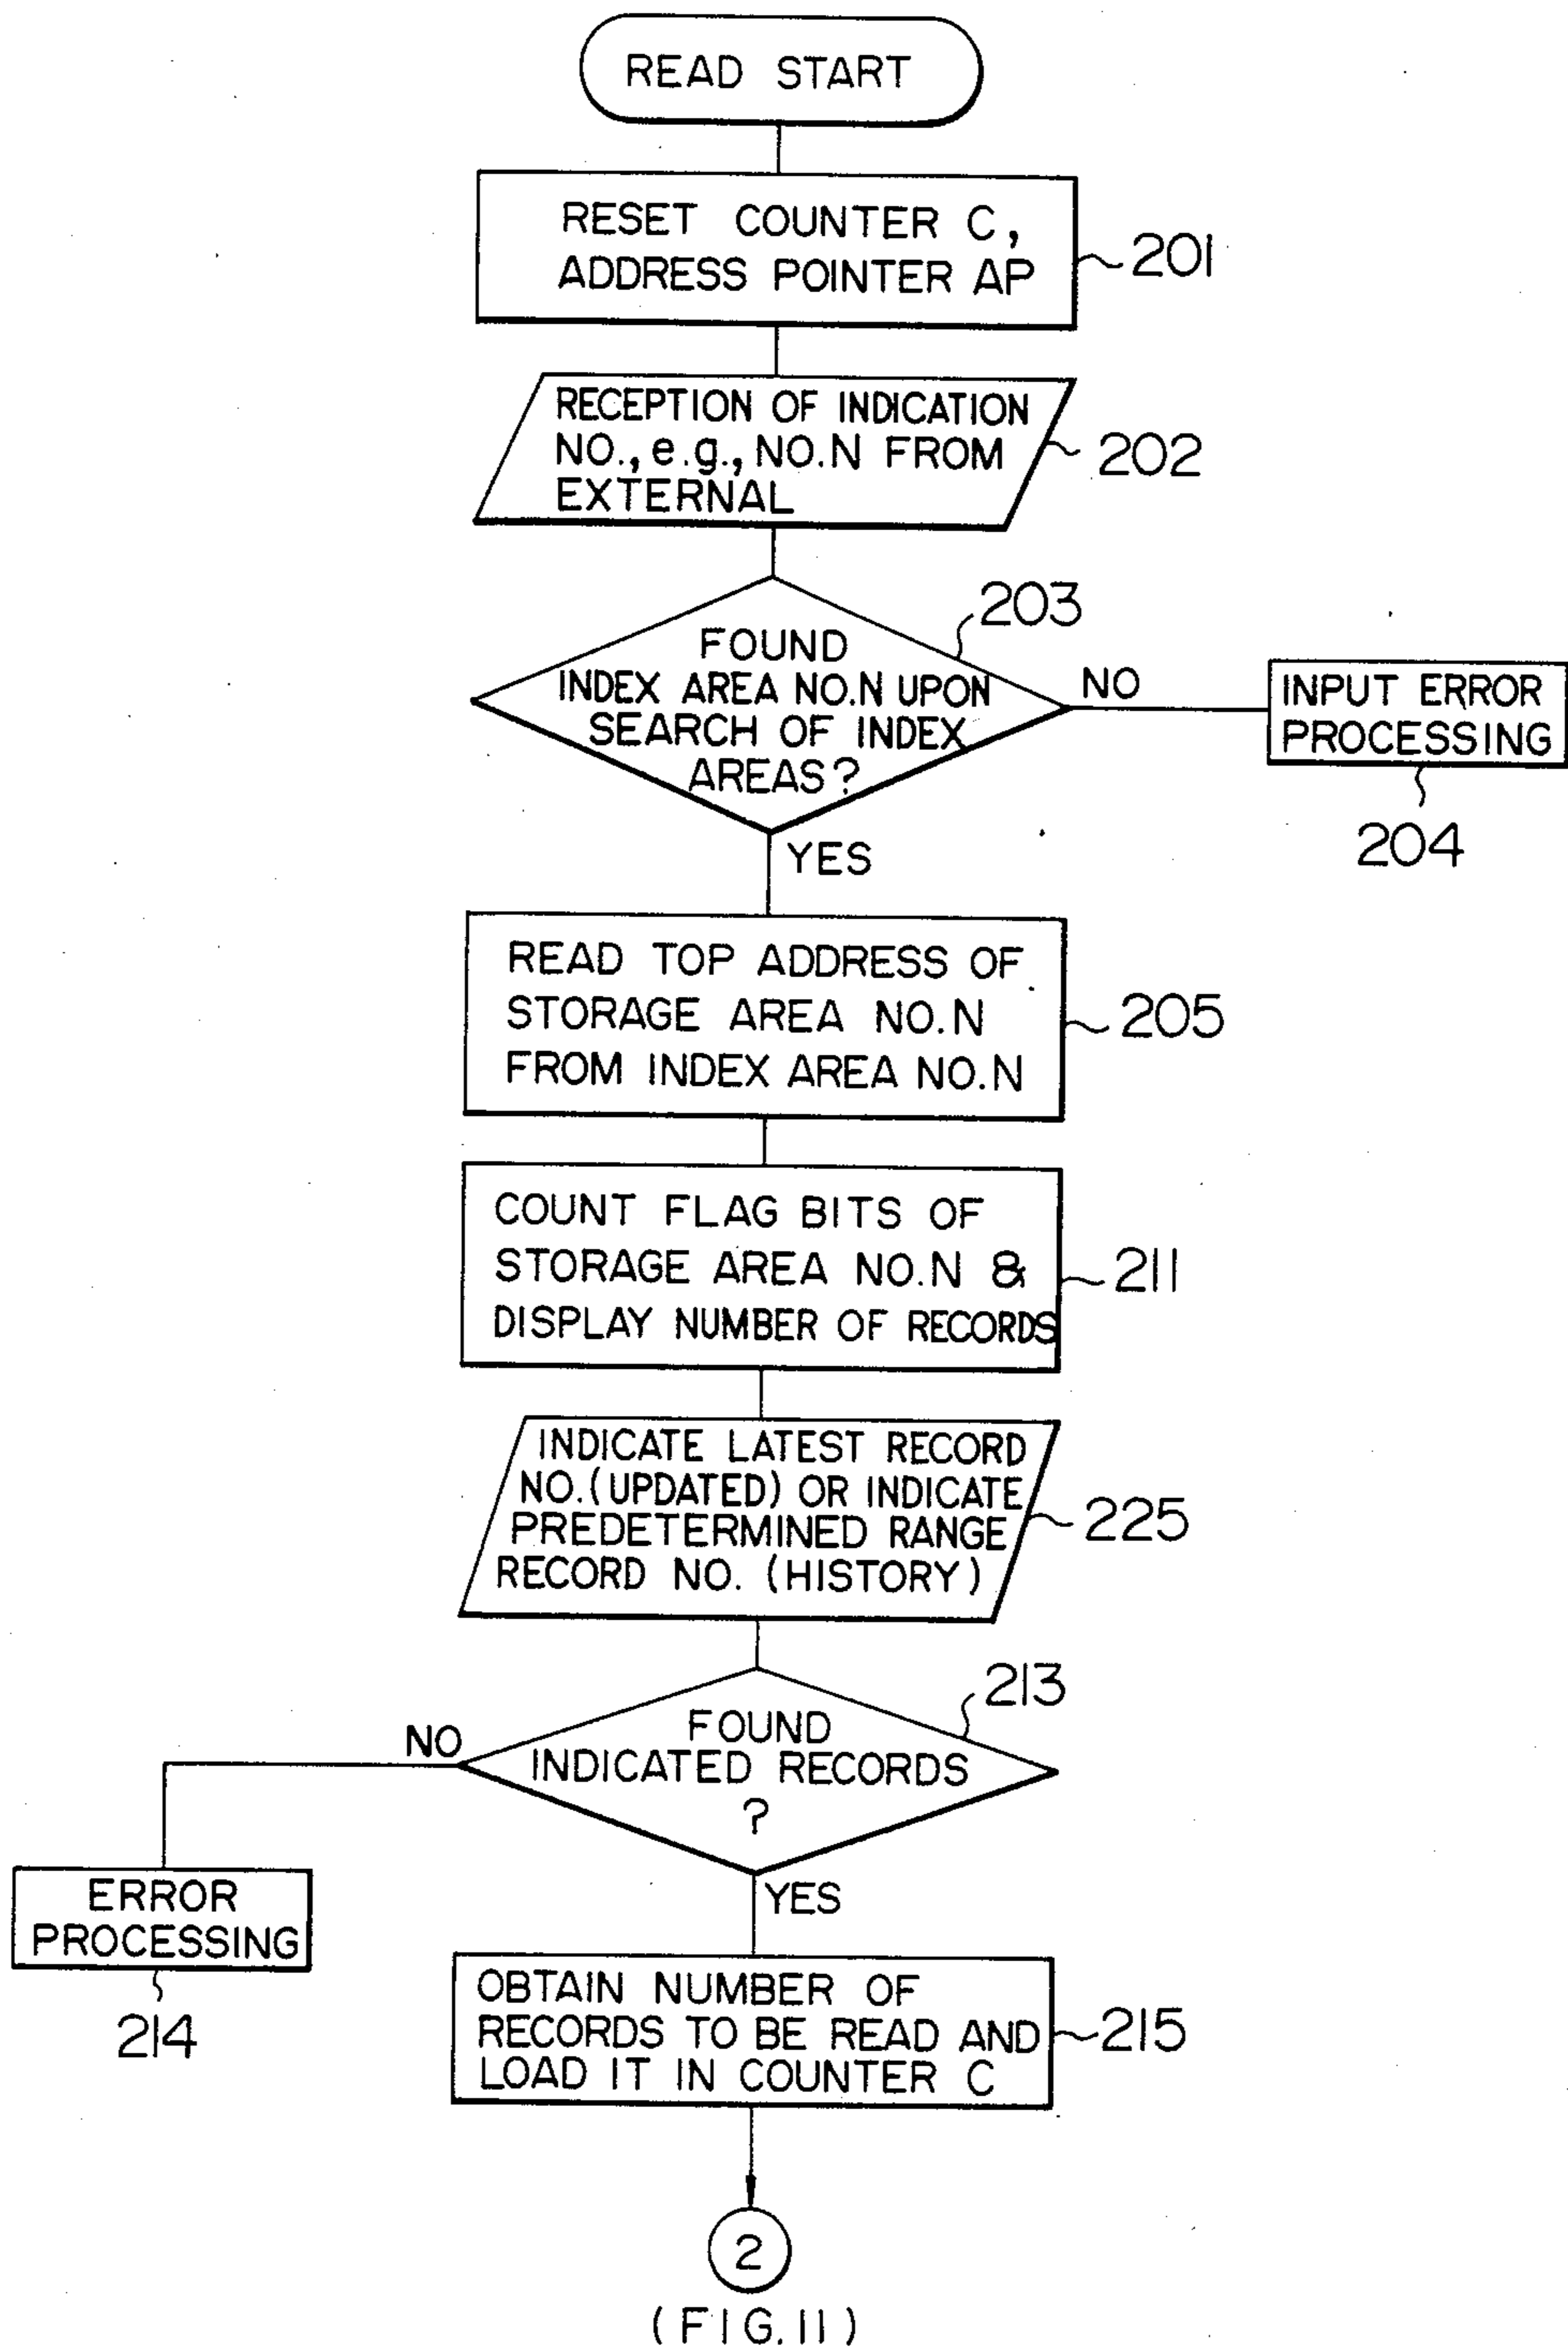 READ START
RESET COUNTER C,
ADDRESS POINTER AP
201
RECEPTION OF INDICATION
NO., e.g., NO.N FROM
EXTERNAL
202
203
FOUND
INDEX AREA NO.N UPON
SEARCH OF INDEX
AREAS?
NO
INPUT ERROR
PROCESSING
204
YES
READ TOP ADDRESS OF
STORAGE AREA NO.N
FROM INDEX AREA NO.N
205
COUNT FLAG BITS OF
STORAGE AREA NO.N &
DISPLAY NUMBER OF RECORDS
211
INDICATE LATEST RECORD
NO.(UPDATED) OR INDICATE
PREDETERMINED RANGE
RECORD NO. (HISTORY)
225
213
FOUND
INDICATED RECORDS
?
NO
ERROR
PROCESSING
214
YES
OBTAIN NUMBER OF
RECORDS TO BE READ AND
LOAD IT IN COUNTER C
215
2
(FIG.11)